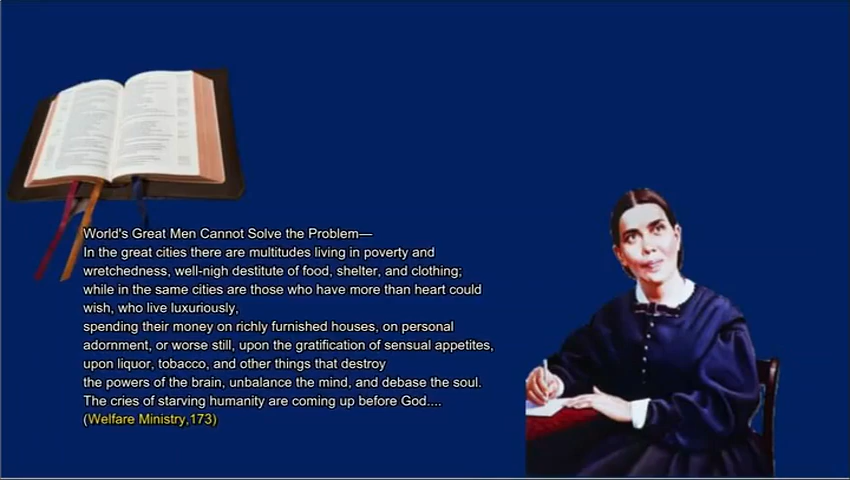 World's Great Men Cannot Solve the Problem—
In the great cities there are multitudes living in poverty and
wretchedness, well-nigh destitute of food, shelter, and clothing;
while in the same cities are those who have more than heart could
wish, who live luxuriously,
spending their money on richly furnished houses, on personal
adornment, or worse still, upon the gratification of sensual appetites,
upon liquor, tobacco, and other things that destroy
the powers of the brain, unbalance the mind, and debase the soul.
The cries of starving humanity are coming up before God....
(Welfare Ministry,173)